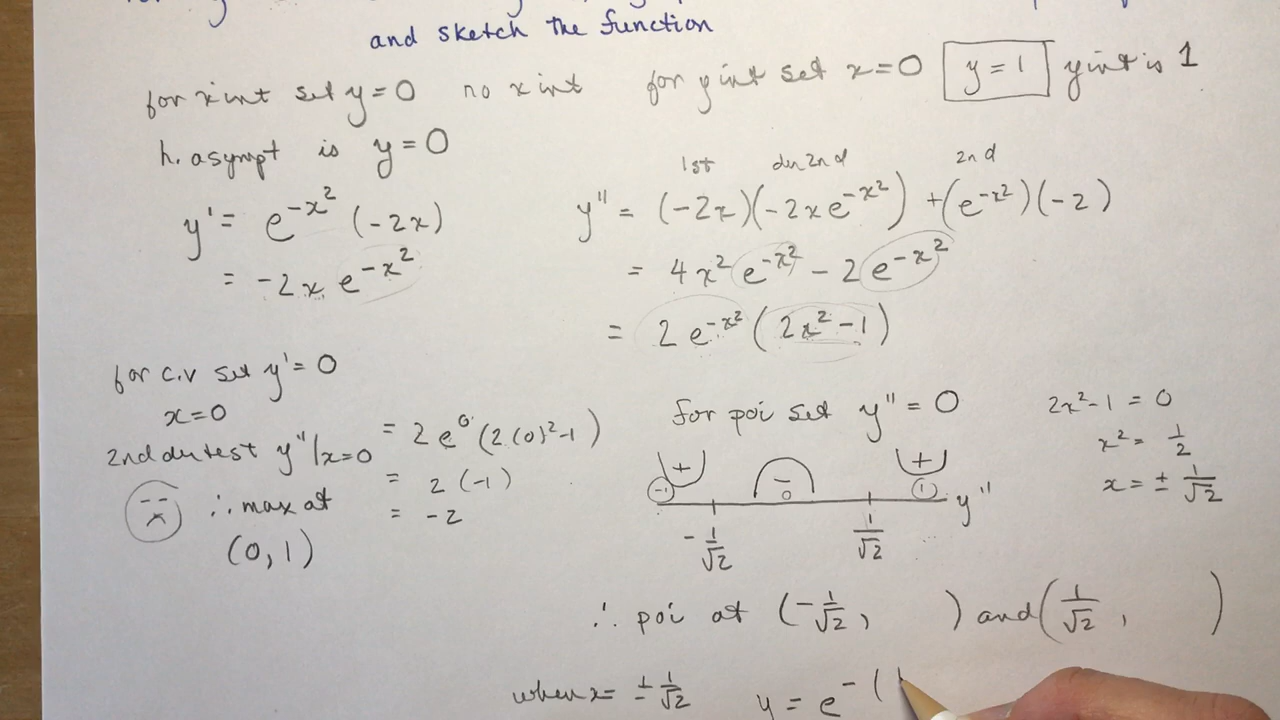 and sketch the function
for x int set y=0 no x int for y int set x=0 y=1 y int is 1
h. asympt is y=0
1st der 2nd 2nd
y' = e^{-x^2} (-2x) y'' = (-2x)(-2xe^{-x^2}) + (e^{-x^2})(-2)
= -2x e^{-x^2} = 4x^2 e^{-x^2} - 2e^{-x^2}
= 2e^{-x^2} (2x^2-1)
for c.v set y'=0
x=0
2nd der test y''|x=0 = 2e^0 (2(0)^2-1)
= 2(-1)
= -2
∴ max at
(0,1)
for poi set y''=0
2x^2-1 = 0
x^2 = 1/2
x = ± 1/√2
+ - +
-1 0 1
y''
-1/√2 1/√2
∴ poi at (-1/√2, ) and (1/√2, )
when x = ± 1/√2 y = e^{-(